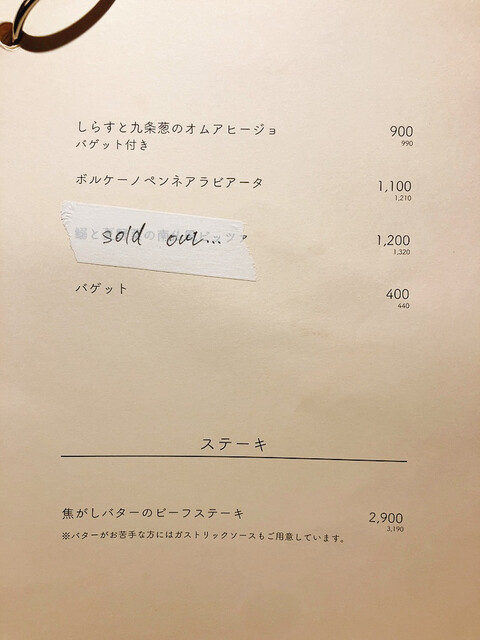 しらすと九条葱のオムアヒージョ 900
バゲット付き 990
ボルケーノペンネアラビアータ 1,100
1,210
sold out... 1,200
1,320
バゲット 400
440
ステーキ
焦がしバターのビーフステーキ 2,900
3,190
※バターがお苦手な方にはガストリックソースもご用意しています。